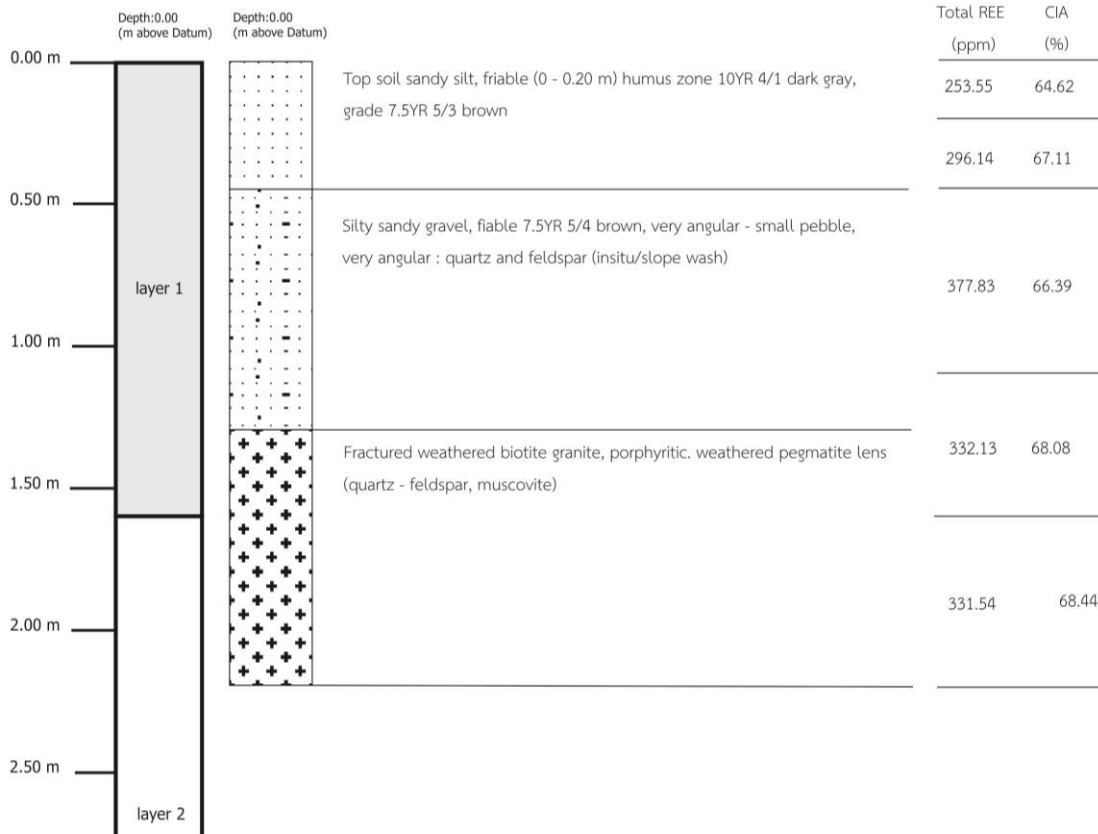 Depth:0.00
(m above Datum)
Depth:0.00
(m above Datum)
Total REE
(ppm)
CIA
(%)
0.00 m
Top soil sandy silt, friable (0 - 0.20 m) humus zone 10YR 4/1 dark gray,
grade 7.5YR 5/3 brown
253.55 64.62
296.14 67.11
0.50 m
Silty sandy gravel, fiable 7.5YR 5/4 brown, very angular - small pebble,
very angular : quartz and feldspar (insitu/slope wash)
layer 1
377.83 66.39
1.00 m
Fractured weathered biotite granite, porphyritic. weathered pegmatite lens
(quartz - feldspar, muscovite)
332.13 68.08
1.50 m
331.54 68.44
2.00 m
2.50 m
layer 2